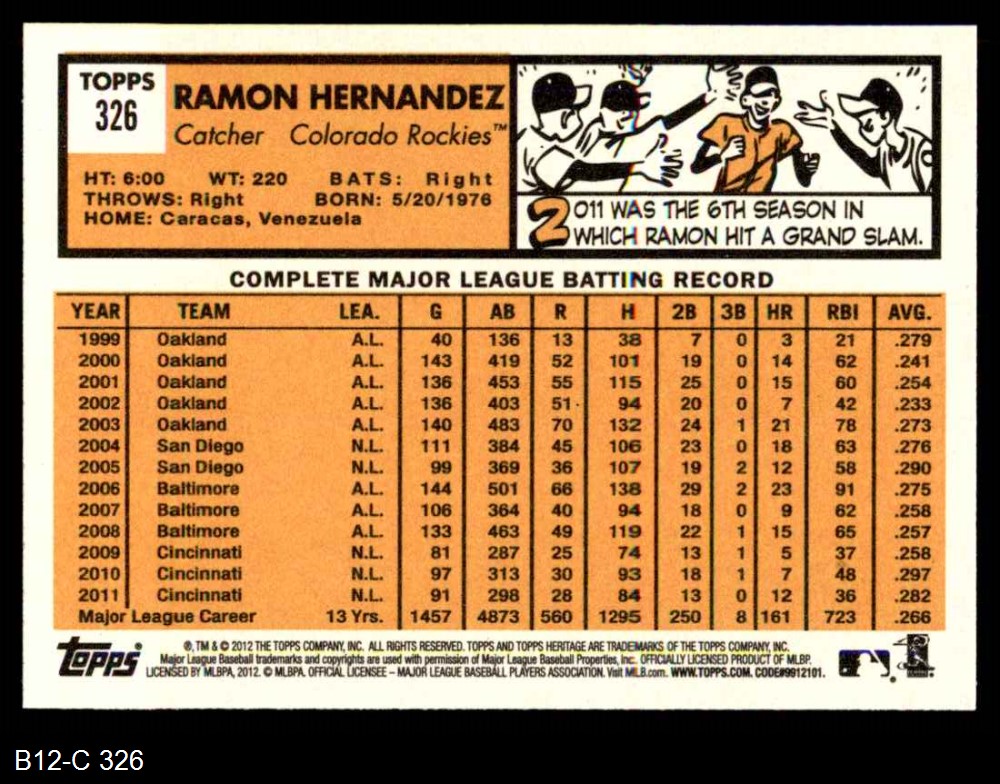 TOPPS
326
RAMON HERNANDEZ
Catcher Colorado Rockies™
HT: 6:00 WT: 220 BATS: Right
THROWS: Right BORN: 5/20/1976
HOME: Caracas, Venezuela
2011 WAS THE 6TH SEASON IN
WHICH RAMON HIT A GRAND SLAM.
COMPLETE MAJOR LEAGUE BATTING RECORD
YEAR TEAM LEA. G AB R H 2B 3B HR RBI AVG.
1999 Oakland A.L. 40 136 13 38 7 0 3 21 .279
2000 Oakland A.L. 143 419 52 101 19 0 14 62 .241
2001 Oakland A.L. 136 453 55 115 25 0 15 60 .254
2002 Oakland A.L. 136 403 51 94 20 0 7 42 .233
2003 Oakland A.L. 140 483 70 132 24 1 21 78 .273
2004 San Diego N.L. 111 384 45 106 23 0 18 63 .276
2005 San Diego N.L. 99 369 36 107 19 2 12 58 .290
2006 Baltimore A.L. 144 501 66 138 29 2 23 91 .275
2007 Baltimore A.L. 106 364 40 94 18 0 9 62 .258
2008 Baltimore A.L. 133 463 49 119 22 1 15 65 .257
2009 Cincinnati N.L. 81 287 25 74 13 1 5 37 .258
2010 Cincinnati N.L. 97 313 30 93 18 1 7 48 .297
2011 Cincinnati N.L. 91 298 28 84 13 0 12 36 .282
Major League Career 13 Yrs. 1457 4873 560 1295 250 8 161 723 .266
Topps
®, TM & © 2012 THE TOPPS COMPANY, INC. ALL RIGHTS RESERVED. TOPPS AND TOPPS HERITAGE ARE TRADEMARKS OF THE TOPPS COMPANY, INC.
Major League Baseball trademarks and copyrights are used with permission of Major League Baseball Properties, Inc. OFFICIALLY LICENSED PRODUCT OF MLBP.
LICENSED BY MLBPA, 2012. © MLBPA. OFFICIAL LICENSEE – MAJOR LEAGUE BASEBALL PLAYERS ASSOCIATION. Visit MLB.com. WWW.TOPPS.COM. CODE#9912101.
B12-C 326